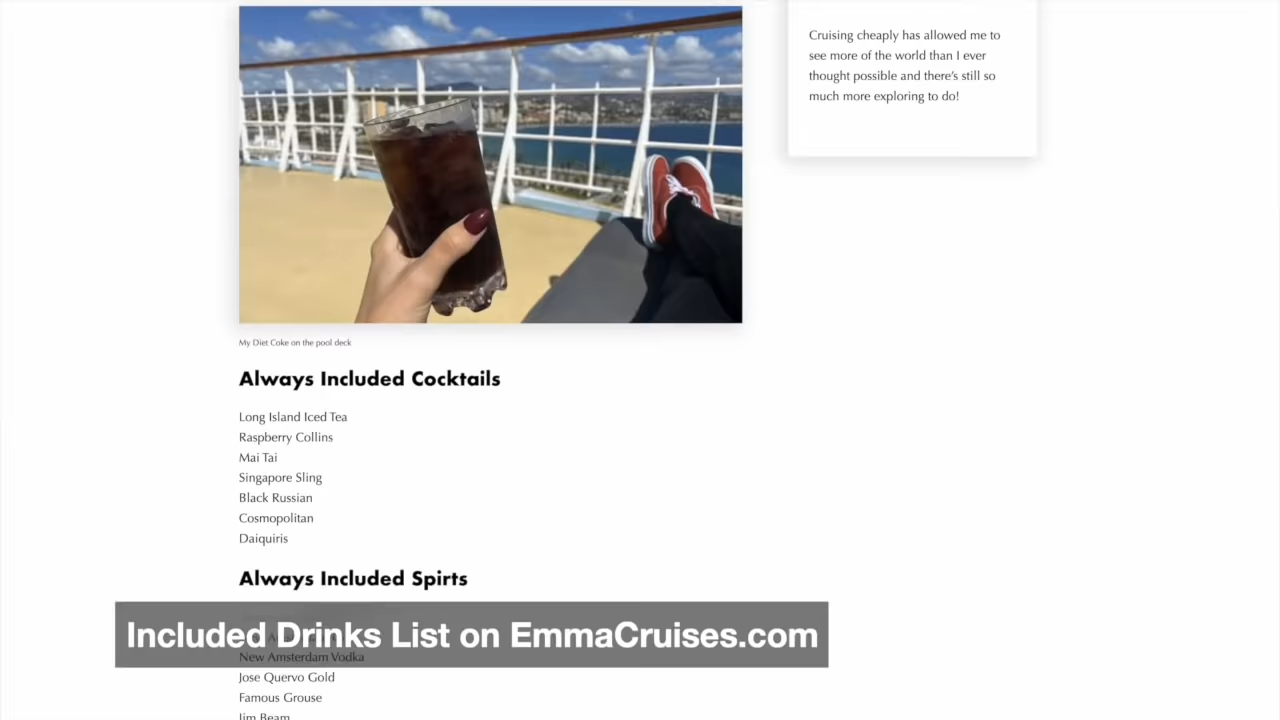 Cruising cheaply has allowed me to
see more of the world than I ever
thought possible and there's still so
much more exploring to do!
My Diet Coke on the pool deck
Always Included Cocktails
Long Island Iced Tea
Raspberry Collins
Mai Tai
Singapore Sling
Black Russian
Cosmopolitan
Daiquiris
Always Included Spirts
Included Drinks List on EmmaCruises.com
New Amsterdam Vodka
Jose Quervo Gold
Famous Grouse
Jim Beam